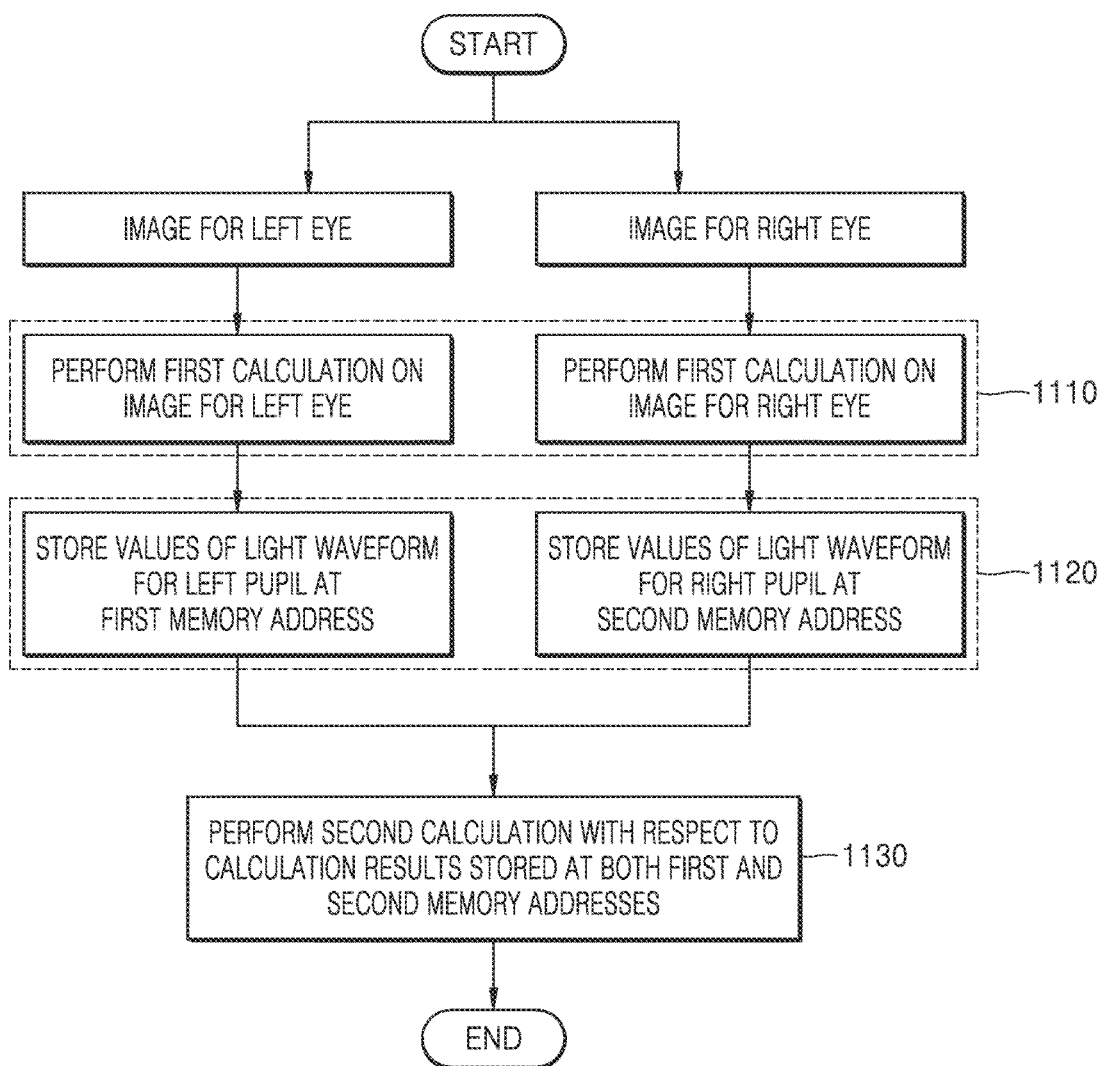 START
IMAGE FOR LEFT EYE
IMAGE FOR RIGHT EYE
PERFORM FIRST CALCULATION ON
IMAGE FOR LEFT EYE
PERFORM FIRST CALCULATION ON
IMAGE FOR RIGHT EYE
1110
STORE VALUES OF LIGHT WAVEFORM
FOR LEFT PUPIL AT
FIRST MEMORY ADDRESS
STORE VALUES OF LIGHT WAVEFORM
FOR RIGHT PUPIL AT
SECOND MEMORY ADDRESS
1120
PERFORM SECOND CALCULATION WITH RESPECT TO
CALCULATION RESULTS STORED AT BOTH FIRST AND
SECOND MEMORY ADDRESSES
1130
END